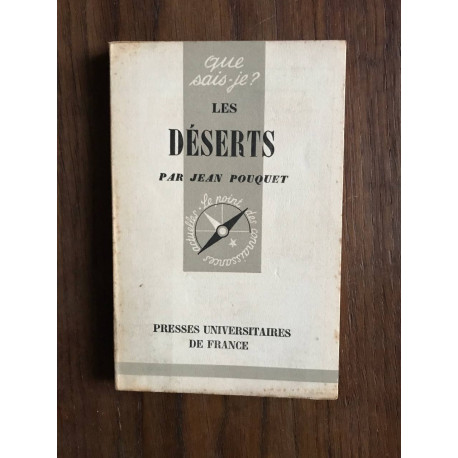 que
sais-je?
LES
DÉSERTS
PAR JEAN POUQUET
Le point des connaissances actuelles
PRESSES UNIVERSITAIRES
DE FRANCE